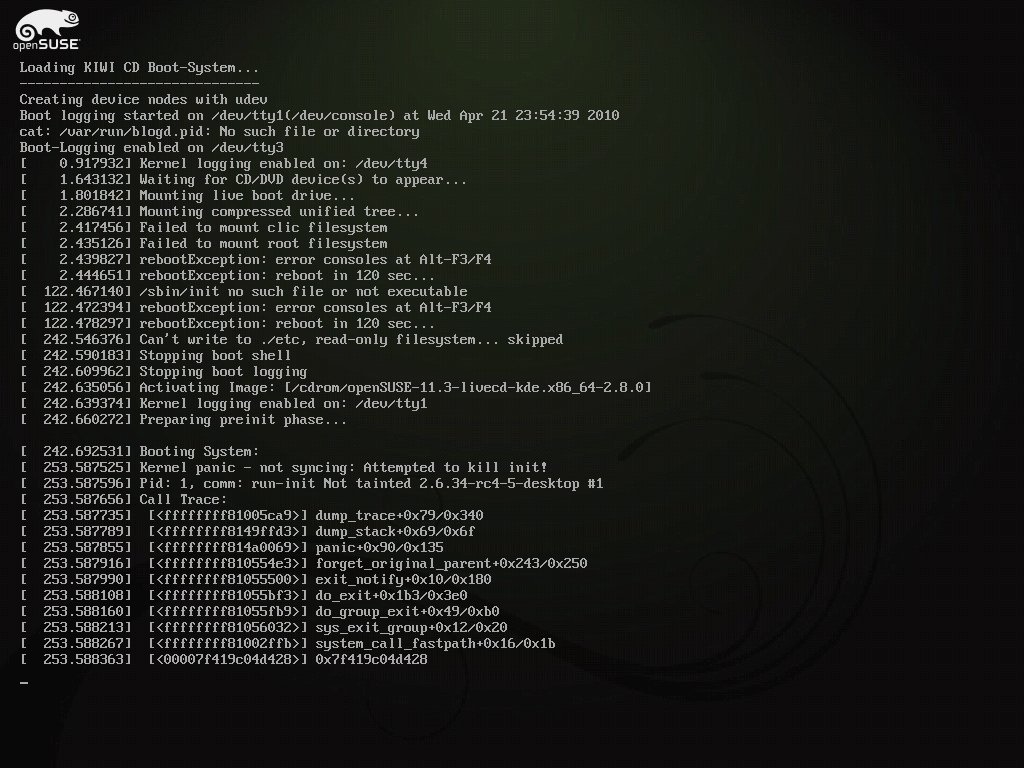 openSUSE
Loading KIWI CD Boot-System...
------------------------------
Creating device nodes with udev
Boot logging started on /dev/tty1(/dev/console) at Wed Apr 21 23:54:39 2010
cat: /var/run/blogd.pid: No such file or directory
Boot-Logging enabled on /dev/tty3
[    0.917932] Kernel logging enabled on: /dev/tty4
[    1.643132] Waiting for CD/DVD device(s) to appear...
[    1.801842] Mounting live boot drive...
[    2.286741] Mounting compressed unified tree...
[    2.417456] Failed to mount clic filesystem
[    2.435126] Failed to mount root filesystem
[    2.439827] rebootException: error consoles at Alt-F3/F4
[    2.444651] rebootException: reboot in 120 sec...
[  122.467140] /sbin/init no such file or not executable
[  122.472394] rebootException: error consoles at Alt-F3/F4
[  122.478297] rebootException: reboot in 120 sec...
[  242.546376] Can't write to ./etc, read-only filesystem... skipped
[  242.590183] Stopping boot shell
[  242.609962] Stopping boot logging
[  242.635056] Activating Image: [/cdrom/openSUSE-11.3-livecd-kde.x86_64-2.8.0]
[  242.639374] Kernel logging enabled on: /dev/tty1
[  242.660272] Preparing preinit phase...
[  242.692531] Booting System:
[  253.587525] Kernel panic - not syncing: Attempted to kill init!
[  253.587596] Pid: 1, comm: run-init Not tainted 2.6.34-rc4-5-desktop #1
[  253.587656] Call Trace:
[  253.587735]  [<ffffffff81005ca9>] dump_trace+0x79/0x340
[  253.587789]  [<ffffffff8149ffd3>] dump_stack+0x69/0x6f
[  253.587855]  [<ffffffff814a0069>] panic+0x90/0x135
[  253.587916]  [<ffffffff810554e3>] forget_original_parent+0x243/0x250
[  253.587990]  [<ffffffff81055500>] exit_notify+0x10/0x180
[  253.588108]  [<ffffffff81055bf3>] do_exit+0x1b3/0x3e0
[  253.588160]  [<ffffffff81055fb9>] do_group_exit+0x49/0xb0
[  253.588213]  [<ffffffff81056032>] sys_exit_group+0x12/0x20
[  253.588267]  [<ffffffff81002ffb>] system_call_fastpath+0x16/0x1b
[  253.588363]  [<00007f419c04d428>] 0x7f419c04d428
_